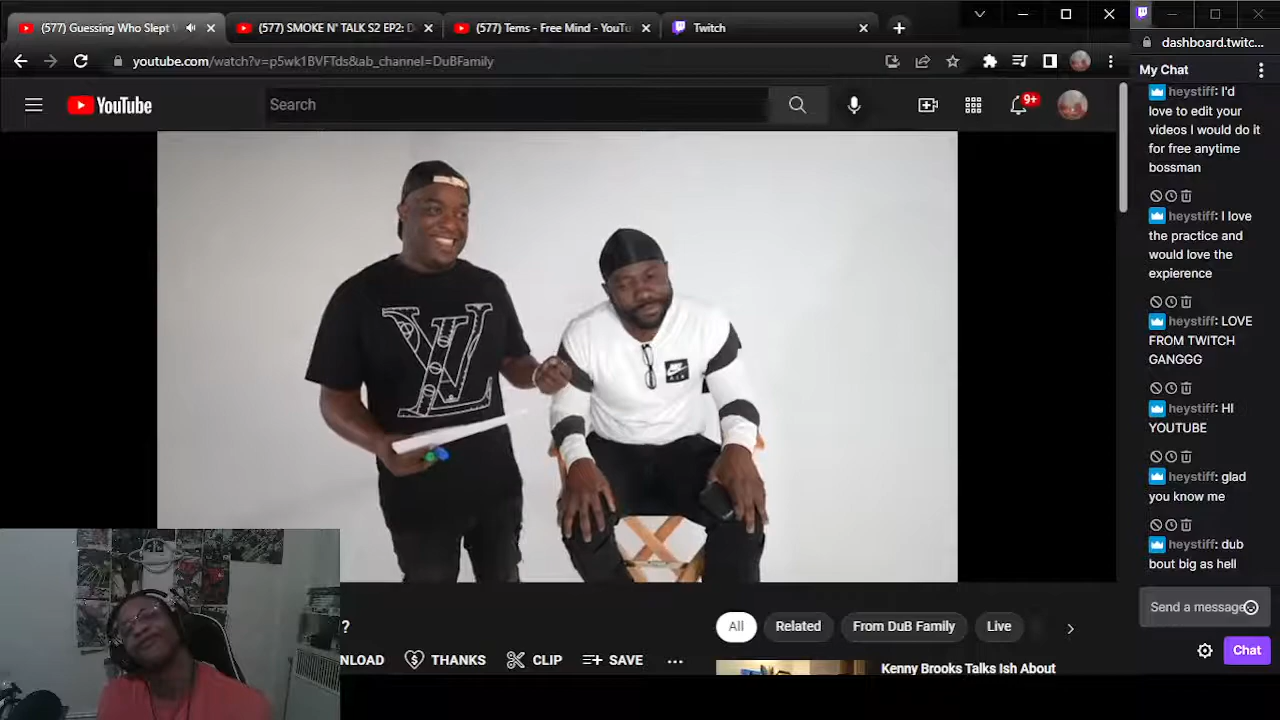 (577) Guessing Who Slept
(577) SMOKE N' TALK S2 EP2: D
(577) Tems - Free Mind - YouTu
Twitch
youtube.com/watch?v=p5wk1BVFTds&ab_channel=DuBFamily
dashboard.twitc...
My Chat
YouTube
Search
9+
heystiff: I'd
love to edit your
videos I would do it
for free anytime
bossman
heystiff: I love
the practice and
would love the
expierence
heystiff: LOVE
FROM TWITCH
GANGGG
heystiff: HI
YOUTUBE
heystiff: glad
you know me
heystiff: dub
bout big as hell
Send a message
Chat
LV
NIKE
AIR
?
All
Related
From DuB Family
Live
NLOAD
THANKS
CLIP
SAVE
...
Kenny Brooks Talks Ish About